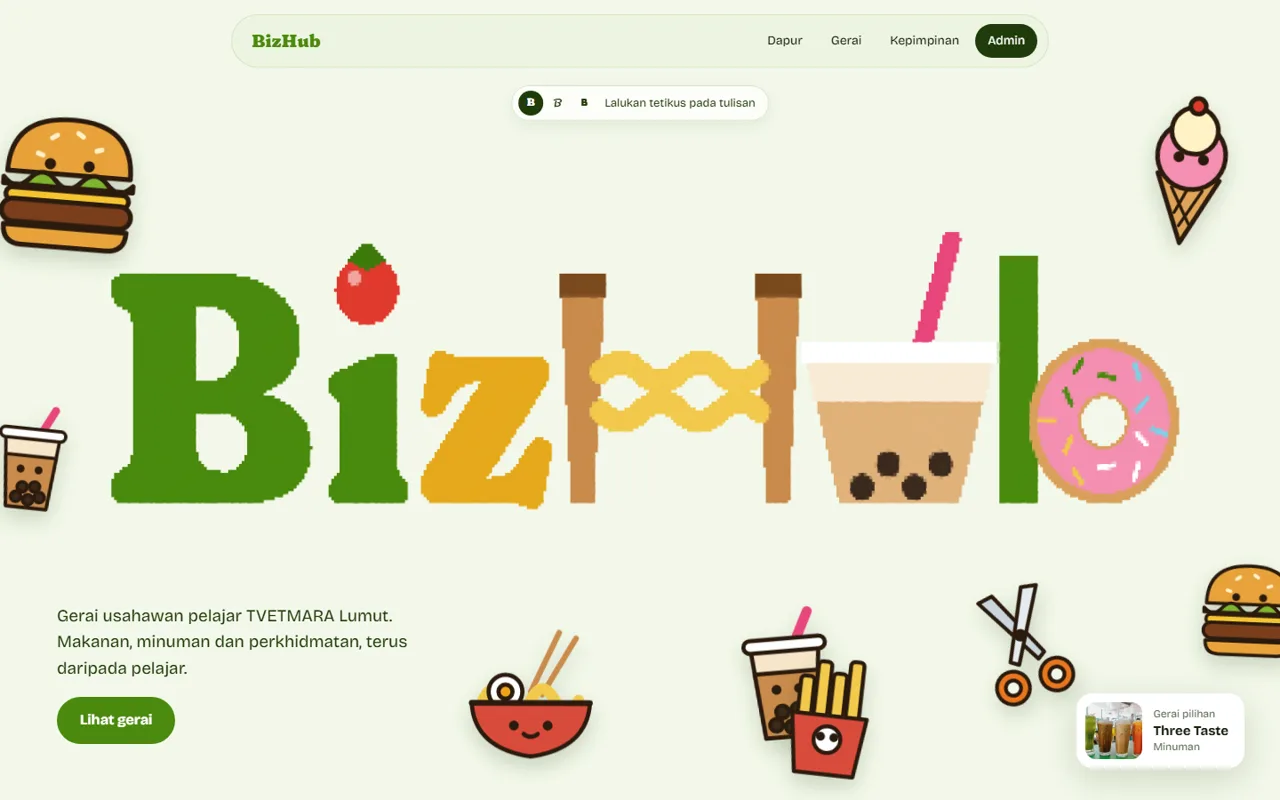 BizHub
Dapur
Gerai
Kepimpinan
Admin
B
B
B
Lalukan tetikus pada tulisan
BizHub
Gerai usahawan pelajar TVETMARA Lumut.
Makanan, minuman dan perkhidmatan, terus
daripada pelajar.
Lihat gerai
Gerai pilihan
Three Taste
Minuman